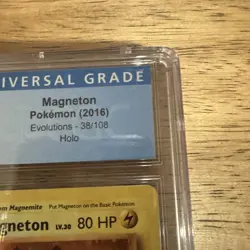 IVERSAL GRADE
Magneton
Pokémon (2016)
Evolutions - 38/108
Holo
om Magnemite Put Magneton on the Basic Pokémon
gneton LV.30 80 HP